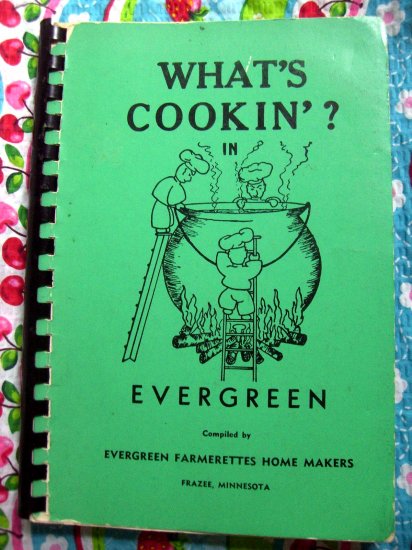 WHAT'S
COOKIN'?
IN
EVERGREEN
Compiled by
EVERGREEN FARMERETTES HOME MAKERS
FRAZEE, MINNESOTA